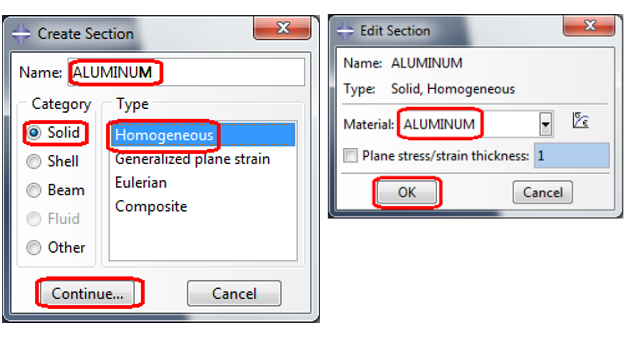 Create Section
Name: ALUMINUM
Category
Type
Solid
Shell
Beam
Fluid
Other
Homogeneous
Generalized plane strain
Eulerian
Composite
Continue...
Cancel
Edit Section
Name: ALUMINUM
Type: Solid, Homogeneous
Material: ALUMINUM
Plane stress/strain thickness: 1
OK
Cancel